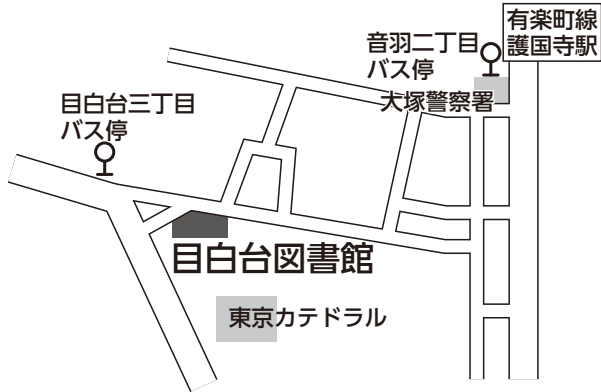 有楽町線
護国寺駅
音羽二丁目
バス停
大塚警察署
目白台三丁目
バス停
目白台図書館
東京カテドラル